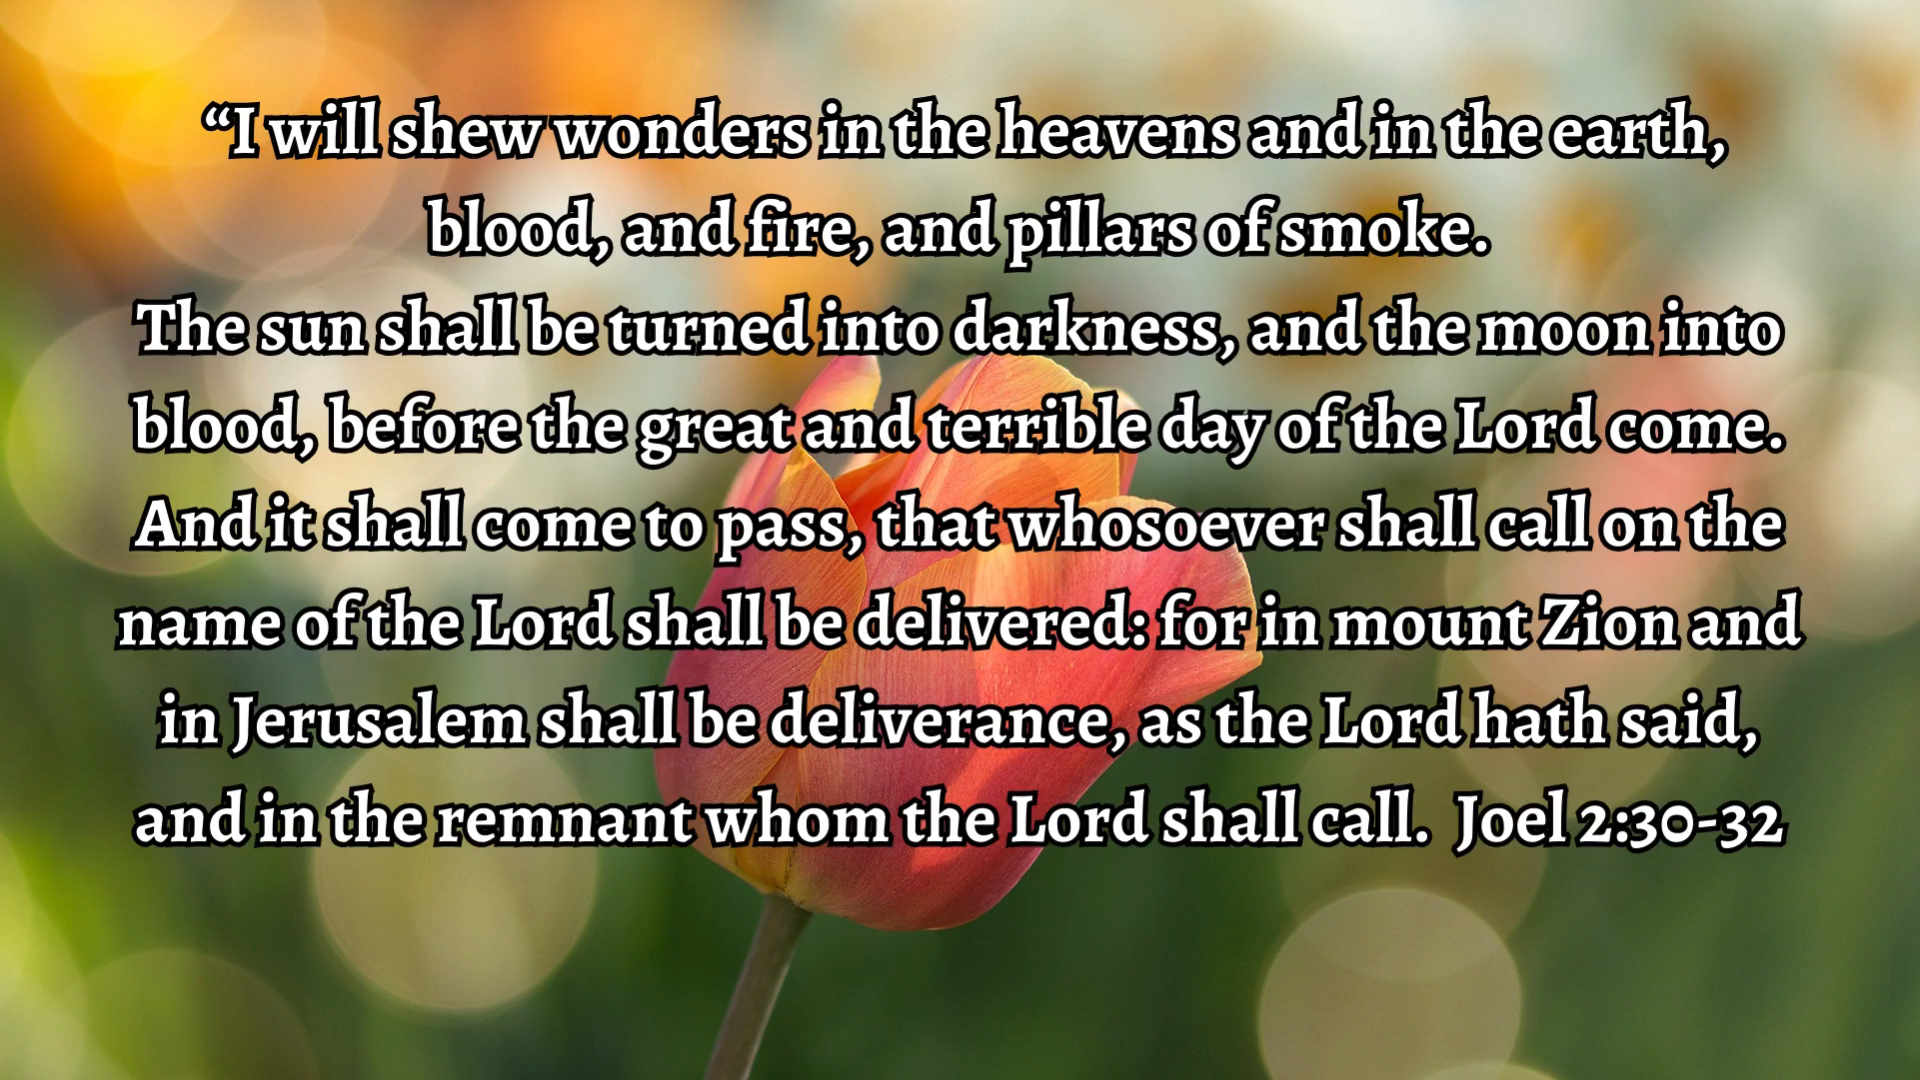 “I will shew wonders in the heavens and in the earth,
blood, and fire, and pillars of smoke.
The sun shall be turned into darkness, and the moon into
blood, before the great and terrible day of the Lord come.
And it shall come to pass, that whosoever shall call on the
name of the Lord shall be delivered: for in mount Zion and
in Jerusalem shall be deliverance, as the Lord hath said,
and in the remnant whom the Lord shall call.  Joel 2:30-32